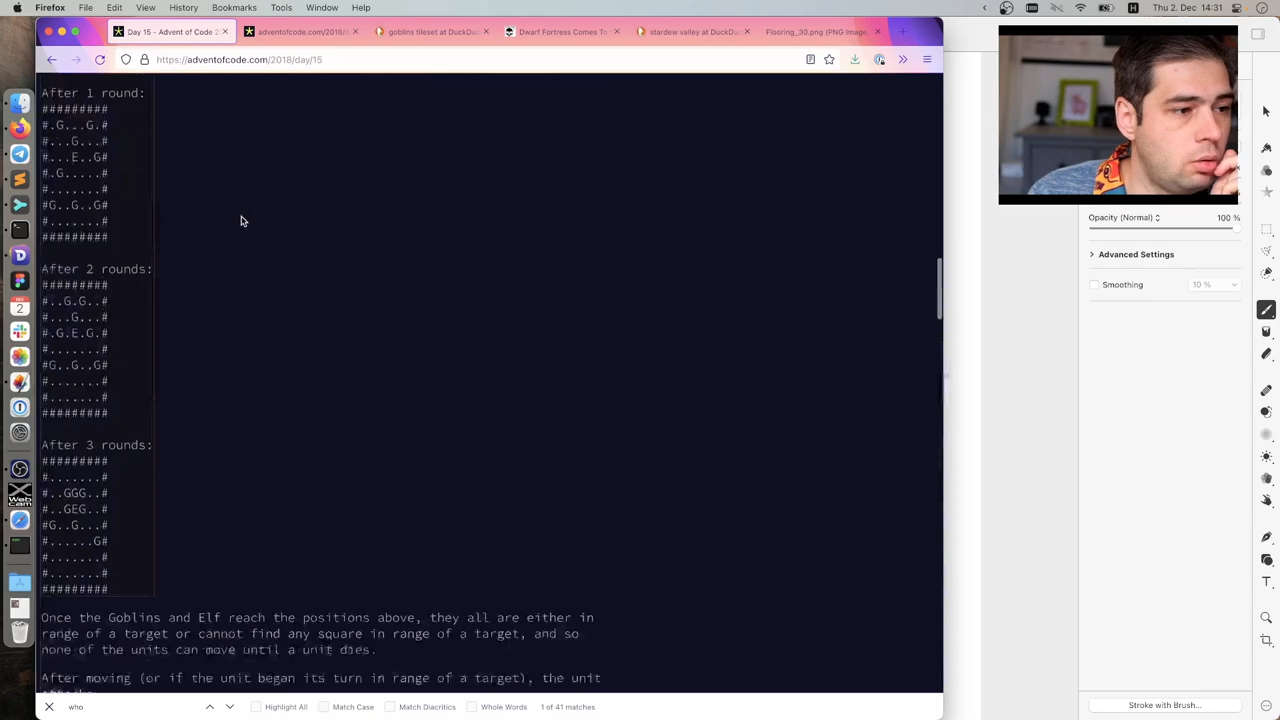 Firefox File Edit View History Bookmarks Tools Window Help
Day 15 - Advent of Code 2
adventofcode.com/2018/d
goblins tileset at DuckDuc
Dwarf Fortress Comes To
stardew valley at DuckDuc
Flooring_30.png (PNG Image
https://adventofcode.com/2018/day/15
After 1 round:
#########
#.G...G.#
#...G...#
#...E..G#
#.G.....#
#.......#
#G..G..G#
#.......#
#########
After 2 rounds:
#########
#..G.G..#
#...G...#
#.G.E.G.#
#.......#
#G..G..G#
#.......#
#.......#
#########
After 3 rounds:
#########
#.......#
#..GGG..#
#..GEG..#
#G..G...#
#......G#
#.......#
#.......#
#########
Once the Goblins and Elf reach the positions above, they all are either in
range of a target or cannot find any square in range of a target, and so
none of the units can move until a unit dies.
After moving (or if the unit began its turn in range of a target), the unit
who
Highlight All
Match Case
Match Diacritics
Whole Words
1 of 41 matches
Opacity (Normal)
100 %
Advanced Settings
Smoothing
10 %
Stroke with Brush...
DEC
2
Web
cam